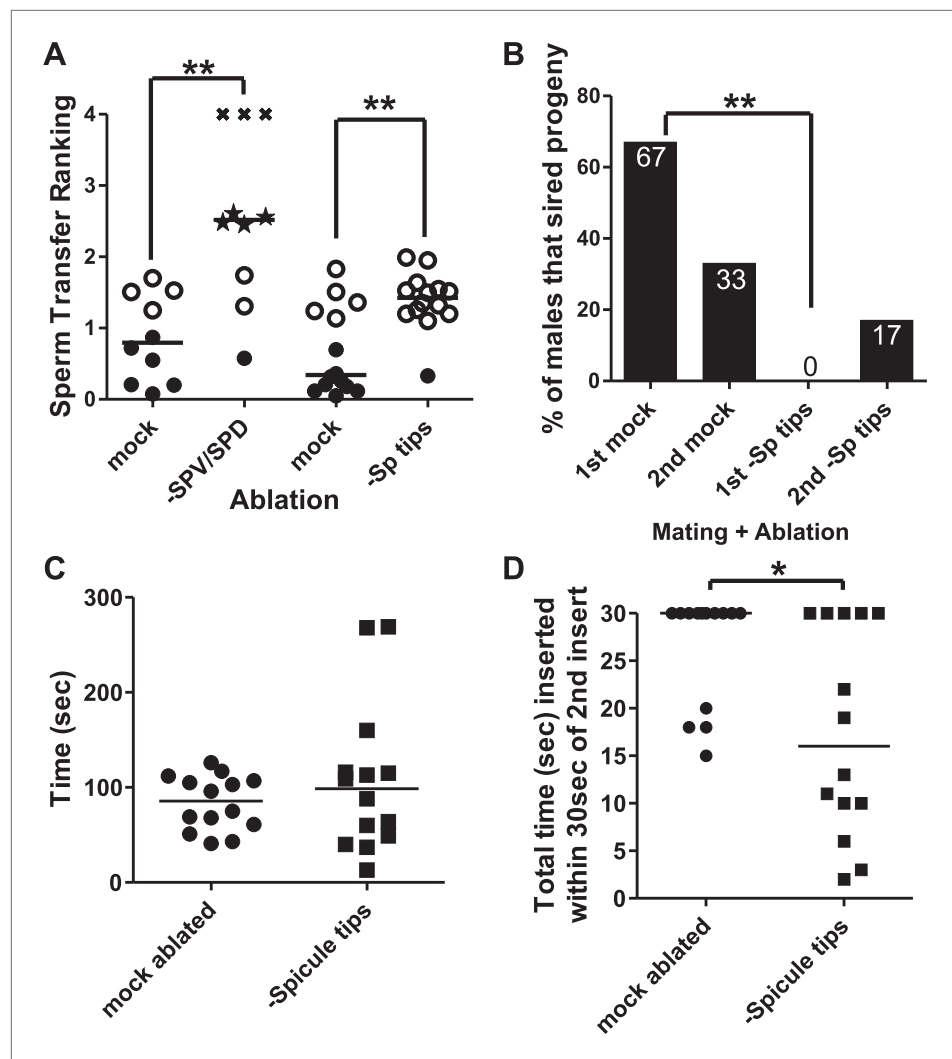 A
**
**
Sperm Transfer Ranking
4
3
2
1
0
mock
-SPV/SPD
mock
-Sp tips
Ablation
B
**
% of males that sired progeny
80
60
40
20
0
67
33
0
17
1st mock
2nd mock
1st -Sp tips
2nd -Sp tips
Mating + Ablation
C
Time (sec)
300
200
100
0
mock ablated
-Spicule tips
D
*
Total time (sec) inserted
within 30sec of 2nd insert
30
25
20
15
10
5
0
mock ablated
-Spicule tips